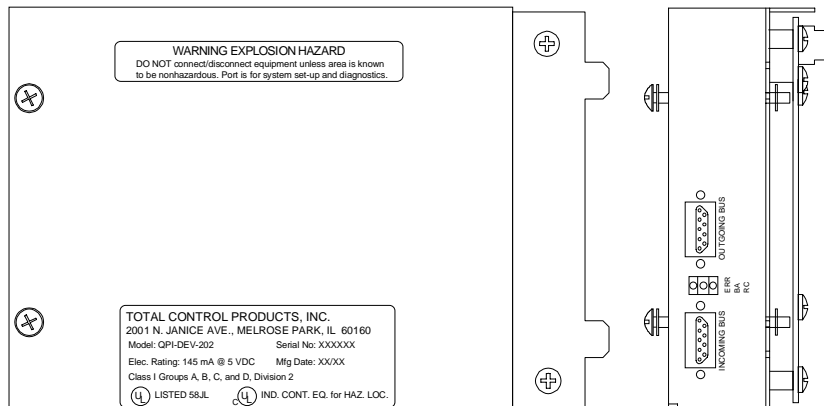 WARNING EXPLOSION HAZARD
DO NOT connect/disconnect equipment unless area is known
to be nonhazardous. Port is for system set-up and diagnostics.
TOTAL CONTROL PRODUCTS, INC.
2001 N. JANICE AVE., MELROSE PARK, IL 60160
Model: QPI-DEV-202 Serial No: XXXXXX
Elec. Rating: 145 mA @ 5 VDC Mfg Date: XX/XX
Class I Groups A, B, C, and D, Division 2
UL LISTED 58JL C UL IND. CONT. EQ. for HAZ. LOC.
OUTGOING BUS
ERR
BA
RC
INCOMING BUS